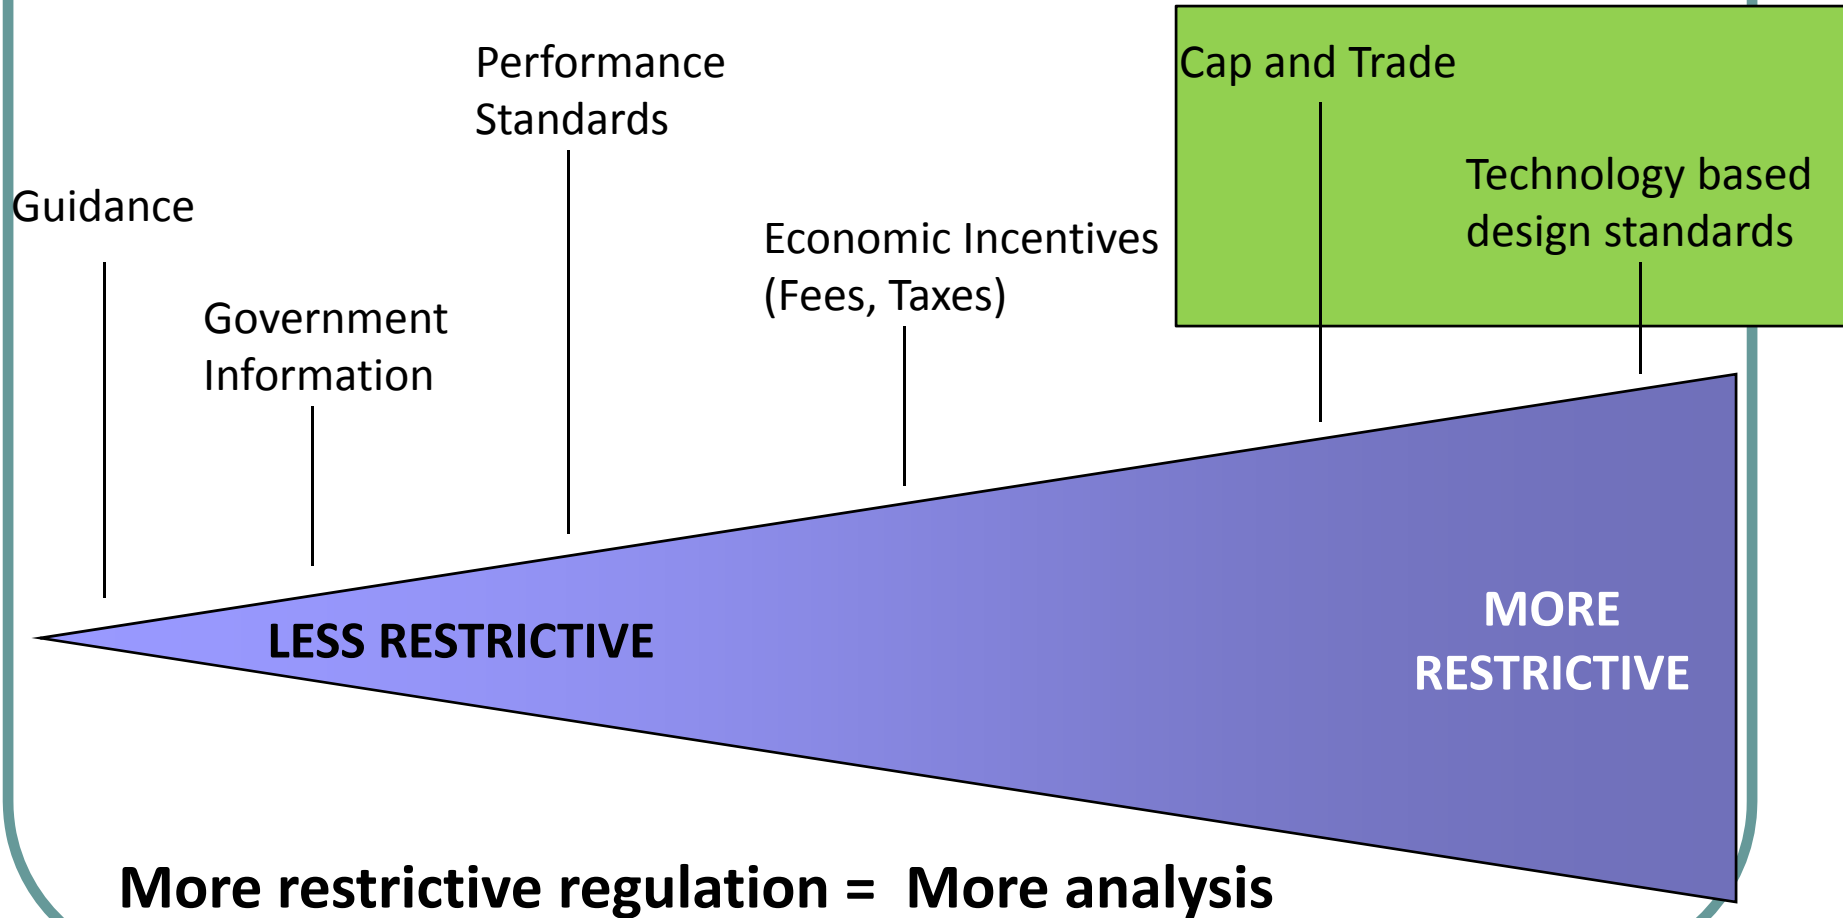 Performance
Standards
Cap and Trade
Technology based
design standards
Guidance
Economic Incentives
(Fees, Taxes)
Government
Information
LESS RESTRICTIVE
MORE
RESTRICTIVE
More restrictive regulation = More analysis